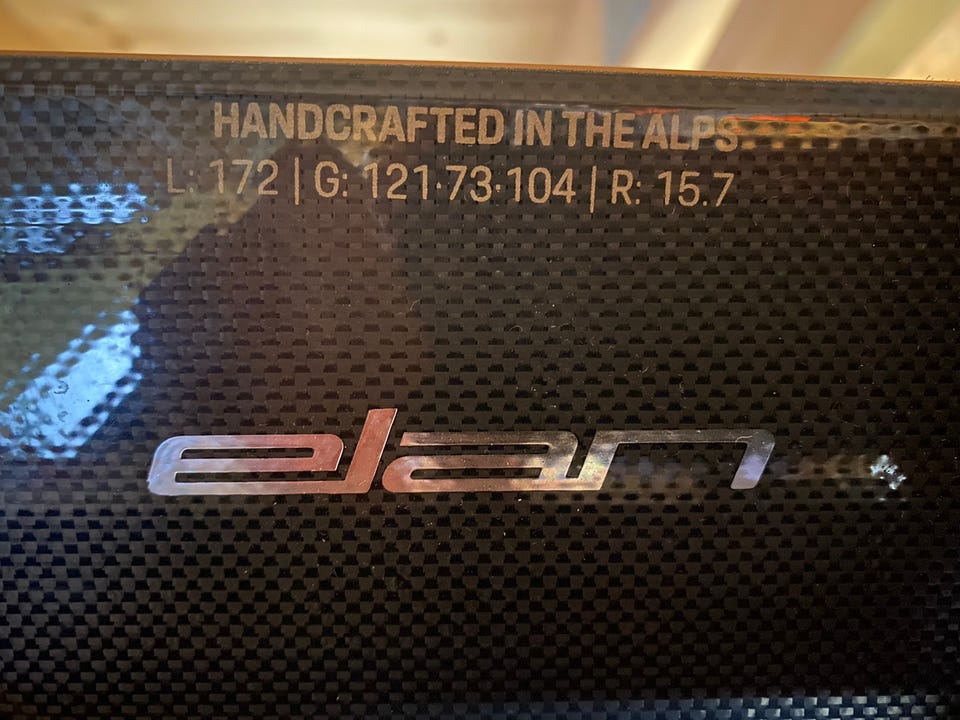 HANDCRAFTED IN THE ALPS
L: 172 | G: 121·73·104 | R: 15.7
elan